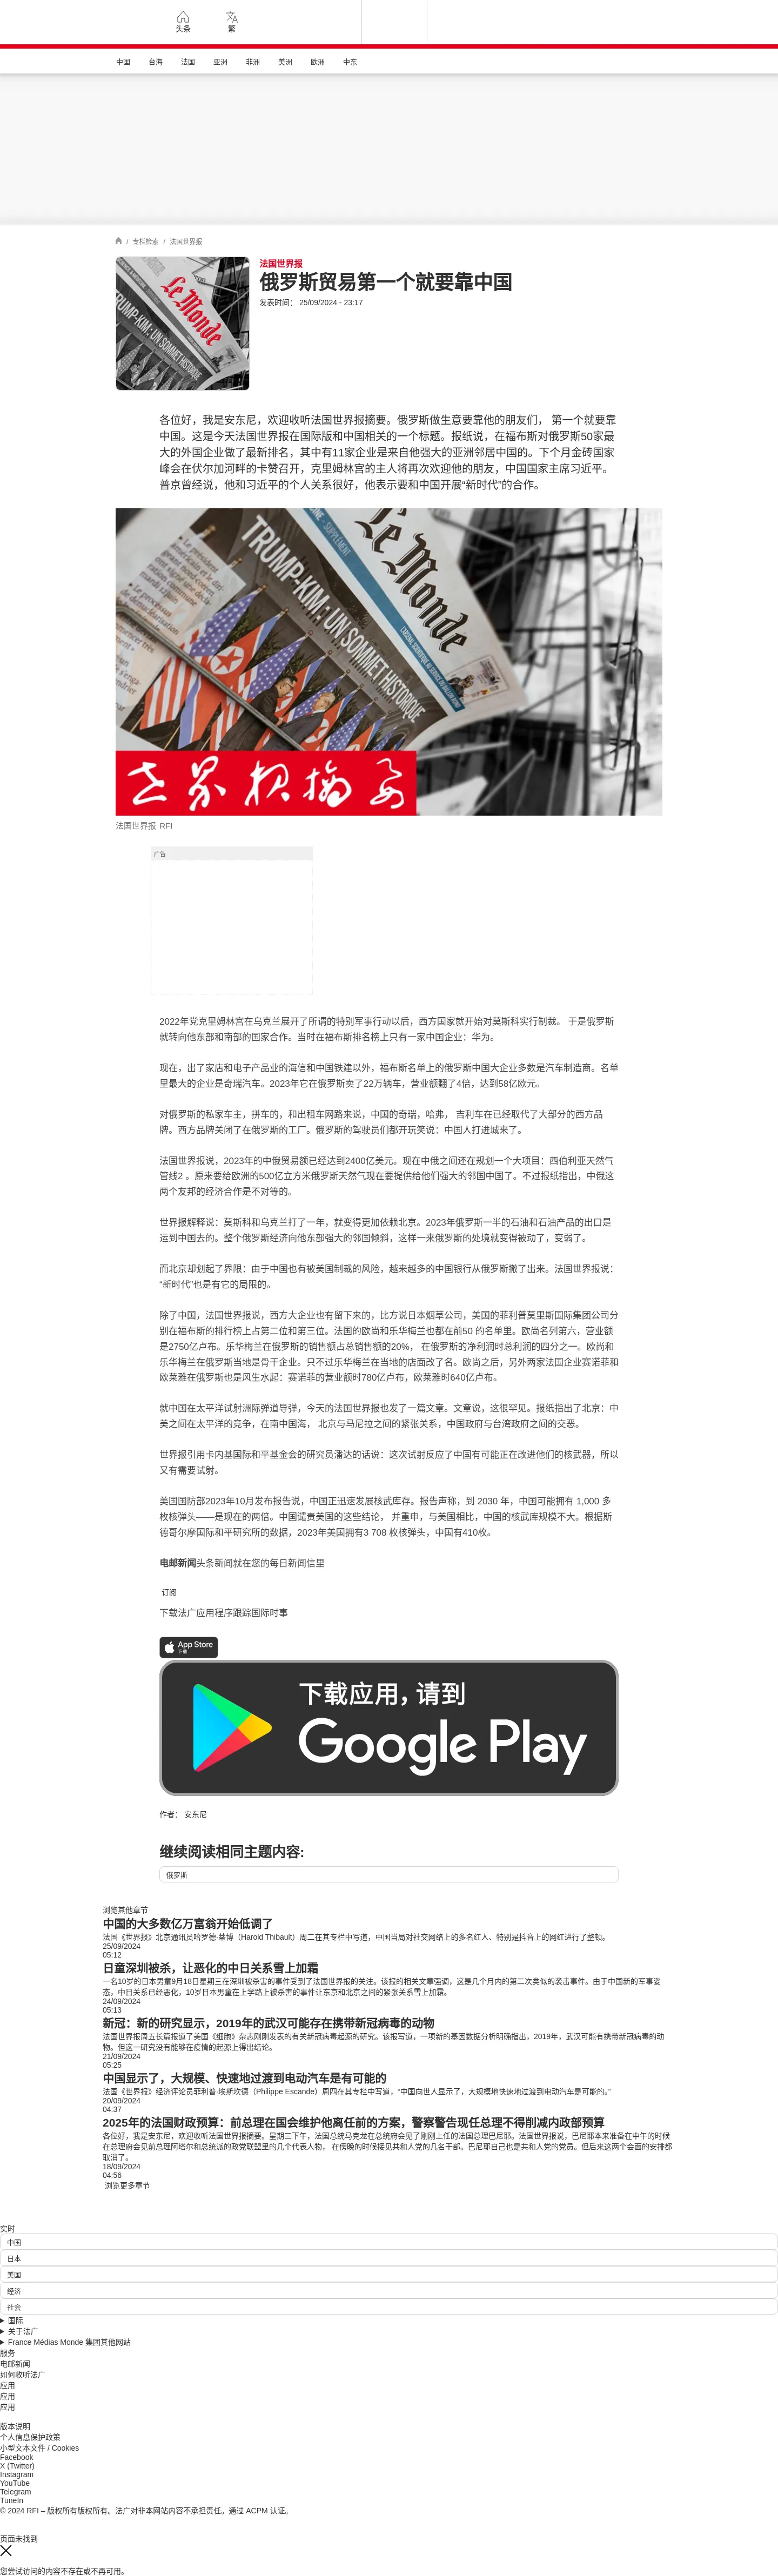 头条
繁
中国
台海
法国
亚洲
非洲
美洲
欧洲
中东
/ 专栏检索 / 法国世界报
法国世界报
俄罗斯贸易第一个就要靠中国
发表时间： 25/09/2024 - 23:17
各位好，我是安东尼，欢迎收听法国世界报摘要。俄罗斯做生意要靠他的朋友们， 第一个就要靠
中国。这是今天法国世界报在国际版和中国相关的一个标题。报纸说，在福布斯对俄罗斯50家最
大的外国企业做了最新排名，其中有11家企业是来自他强大的亚洲邻居中国的。下个月金砖国家
峰会在伏尔加河畔的卡赞召开，克里姆林宫的主人将再次欢迎他的朋友，中国国家主席习近平。
普京曾经说，他和习近平的个人关系很好，他表示要和中国开展“新时代”的合作。
Le Monde
TRUMP-KIM : UN SOMMET HISTORIQUE
世界报摘要
法国世界报 RFI
广告
2022年党克里姆林宫在乌克兰展开了所谓的特别军事行动以后，西方国家就开始对莫斯科实行制裁。 于是俄罗斯
就转向他东部和南部的国家合作。当时在福布斯排名榜上只有一家中国企业：华为。
现在，出了家店和电子产品业的海信和中国铁建以外，福布斯名单上的俄罗斯中国大企业多数是汽车制造商。名单
里最大的企业是奇瑞汽车。2023年它在俄罗斯卖了22万辆车，营业额翻了4倍，达到58亿欧元。
对俄罗斯的私家车主，拼车的，和出租车网路来说，中国的奇瑞，哈弗， 吉利车在已经取代了大部分的西方品
牌。西方品牌关闭了在俄罗斯的工厂。俄罗斯的驾驶员们都开玩笑说：中国人打进城来了。
法国世界报说，2023年的中俄贸易额已经达到2400亿美元。现在中俄之间还在规划一个大项目：西伯利亚天然气
管线2 。原来要给欧洲的500亿立方米俄罗斯天然气现在要提供给他们强大的邻国中国了。不过报纸指出，中俄这
两个友邦的经济合作是不对等的。
世界报解释说：莫斯科和乌克兰打了一年，就变得更加依赖北京。2023年俄罗斯一半的石油和石油产品的出口是
运到中国去的。整个俄罗斯经济向他东部强大的邻国倾斜，这样一来俄罗斯的处境就变得被动了，变弱了。
而北京却划起了界限：由于中国也有被美国制裁的风险，越来越多的中国银行从俄罗斯撤了出来。法国世界报说：
“新时代”也是有它的局限的。
除了中国，法国世界报说，西方大企业也有留下来的，比方说日本烟草公司，美国的菲利普莫里斯国际集团公司分
别在福布斯的排行榜上占第二位和第三位。法国的欧尚和乐华梅兰也都在前50 的名单里。欧尚名列第六，营业额
是2750亿卢布。乐华梅兰在俄罗斯的销售额占总销售额的20%， 在俄罗斯的净利润时总利润的四分之一。欧尚和
乐华梅兰在俄罗斯当地是骨干企业。只不过乐华梅兰在当地的店面改了名。欧尚之后，另外两家法国企业赛诺菲和
欧莱雅在俄罗斯也是风生水起：赛诺菲的营业额时780亿卢布，欧莱雅时640亿卢布。
就中国在太平洋试射洲际弹道导弹，今天的法国世界报也发了一篇文章。文章说，这很罕见。报纸指出了北京：中
美之间在太平洋的竞争，在南中国海， 北京与马尼拉之间的紧张关系，中国政府与台湾政府之间的交恶。
世界报引用卡内基国际和平基金会的研究员潘达的话说：这次试射反应了中国有可能正在改进他们的核武器，所以
又有需要试射。
美国国防部2023年10月发布报告说，中国正迅速发展核武库存。报告声称，到 2030 年，中国可能拥有 1,000 多
枚核弹头——是现在的两倍。中国谴责美国的这些结论， 并重申，与美国相比，中国的核武库规模不大。根据斯
德哥尔摩国际和平研究所的数据，2023年美国拥有3 708 枚核弹头，中国有410枚。
电邮新闻头条新闻就在您的每日新闻信里
订阅
下载法广应用程序跟踪国际时事
App Store
下载
下载应用，请到
Google Play
作者： 安东尼
继续阅读相同主题内容:
俄罗斯
浏览其他章节
中国的大多数亿万富翁开始低调了
法国《世界报》北京通讯员哈罗德·蒂博（Harold Thibault）周二在其专栏中写道，中国当局对社交网络上的多名红人、特别是抖音上的网红进行了整顿。
25/09/2024
05:12
日童深圳被杀，让恶化的中日关系雪上加霜
一名10岁的日本男童9月18日星期三在深圳被杀害的事件受到了法国世界报的关注。该报的相关文章强调，这是几个月内的第二次类似的袭击事件。由于中国新的军事姿
态，中日关系已经恶化，10岁日本男童在上学路上被杀害的事件让东京和北京之间的紧张关系雪上加霜。
24/09/2024
05:13
新冠：新的研究显示，2019年的武汉可能存在携带新冠病毒的动物
法国世界报周五长篇报道了美国《细胞》杂志刚刚发表的有关新冠病毒起源的研究。该报写道，一项新的基因数据分析明确指出，2019年，武汉可能有携带新冠病毒的动
物。但这一研究没有能够在疫情的起源上得出结论。
21/09/2024
05:25
中国显示了，大规模、快速地过渡到电动汽车是有可能的
法国《世界报》经济评论员菲利普·埃斯坎德（Philippe Escande）周四在其专栏中写道，“中国向世人显示了，大规模地快速地过渡到电动汽车是可能的。”
20/09/2024
04:37
2025年的法国财政预算：前总理在国会维护他离任前的方案，警察警告现任总理不得削减内政部预算
各位好，我是安东尼，欢迎收听法国世界报摘要。星期三下午，法国总统马克龙在总统府会见了刚刚上任的法国总理巴尼耶。法国世界报说，巴尼耶本来准备在中午的时候
在总理府会见前总理阿塔尔和总统派的政党联盟里的几个代表人物， 在傍晚的时候接见共和人党的几名干部。巴尼耶自己也是共和人党的党员。但后来这两个会面的安排都
取消了。
18/09/2024
04:56
浏览更多章节
实时
中国
日本
美国
经济
社会
国际
关于法广
France Médias Monde 集团其他网站
服务
电邮新闻
如何收听法广
应用
应用
应用
版本说明
个人信息保护政策
小型文本文件 / Cookies
Facebook
X (Twitter)
Instagram
YouTube
Telegram
TuneIn
© 2024 RFI – 版权所有版权所有。法广对非本网站内容不承担责任。通过 ACPM 认证。
页面未找到
您尝试访问的内容不存在或不再可用。